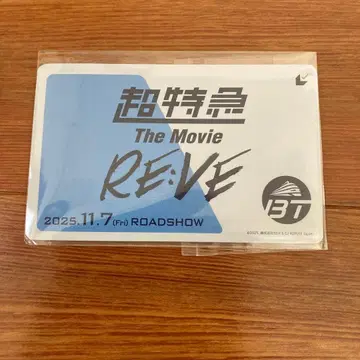 超特急
The Movie
RE:VE
BT
2025.11.7(Fri) ROADSHOW